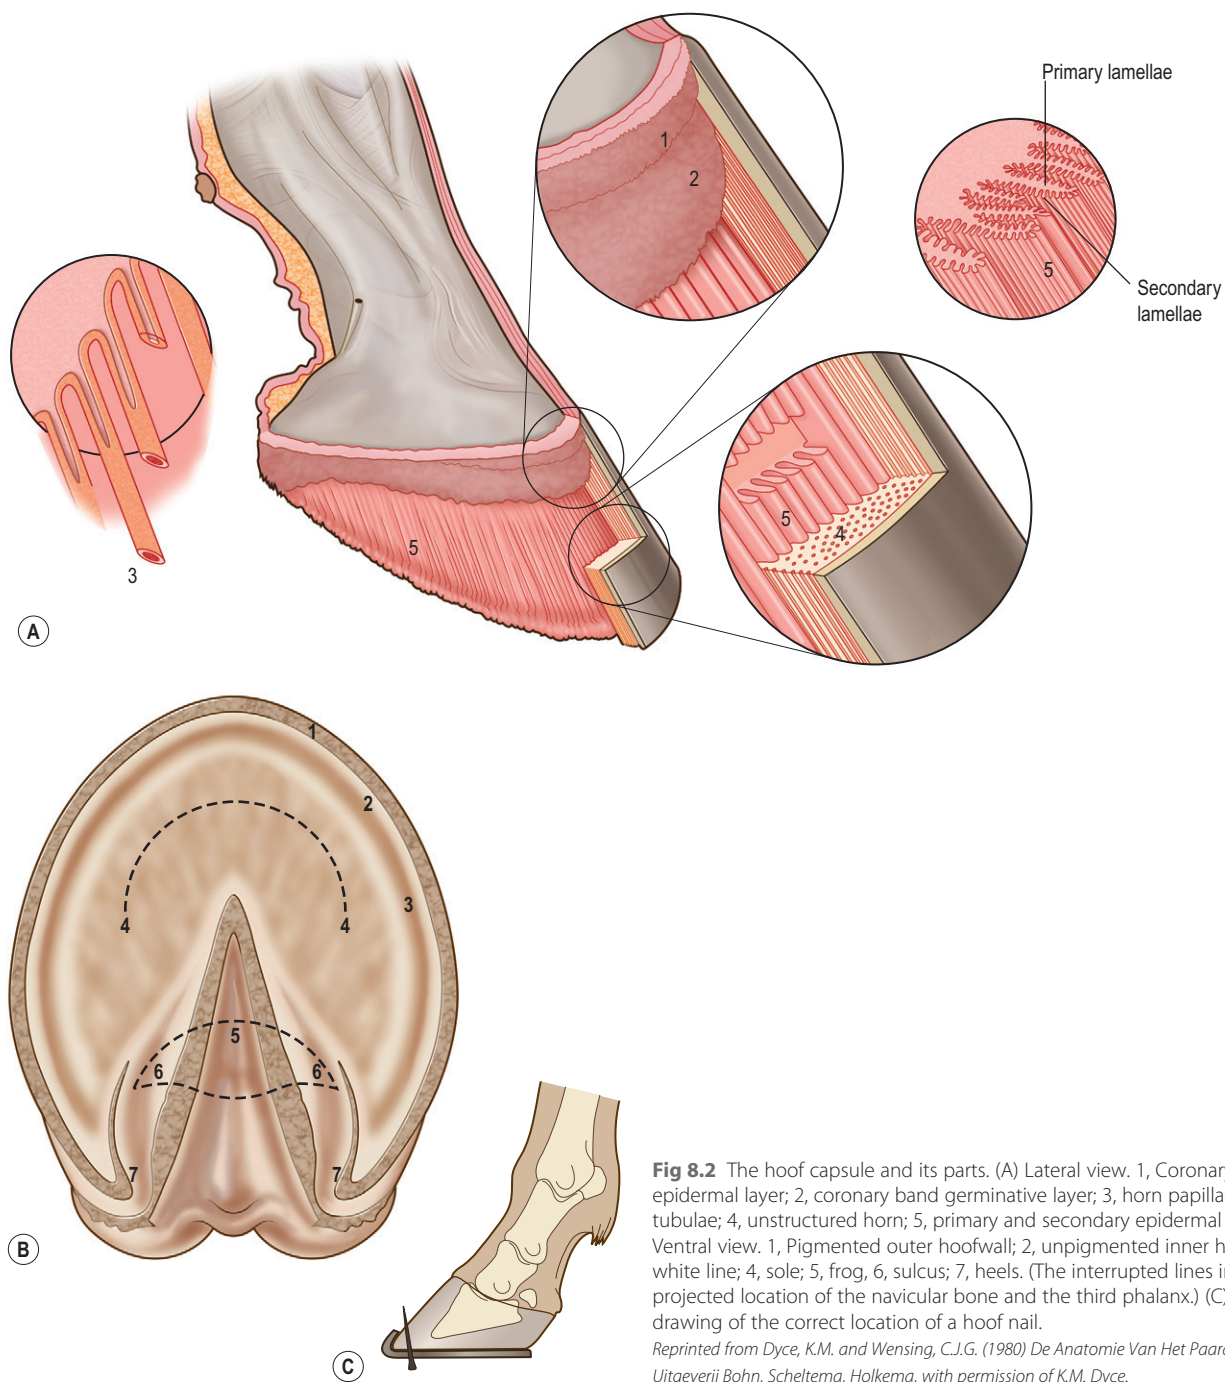 Primary lamellae
1
2
5
Secondary
lamellae
3
5
5
4
A
1
2
3
4
4
5
6
6
7
7
B
C
Fig 8.2 The hoof capsule and its parts. (A) Lateral view. 1, Coronar
epidermal layer; 2, coronary band germinative layer; 3, horn papilla
tubulae; 4, unstructured horn; 5, primary and secondary epidermal
Ventral view. 1, Pigmented outer hoofwall; 2, unpigmented inner h
white line; 4, sole; 5, frog, 6, sulcus; 7, heels. (The interrupted lines i
projected location of the navicular bone and the third phalanx.) (C)
drawing of the correct location of a hoof nail.
Reprinted from Dyce, K.M. and Wensing, C.J.G. (1980) De Anatomie Van Het Paard
Uitgeverij Bohn, Scheltema, Holkema, with permission of K.M. Dyce.